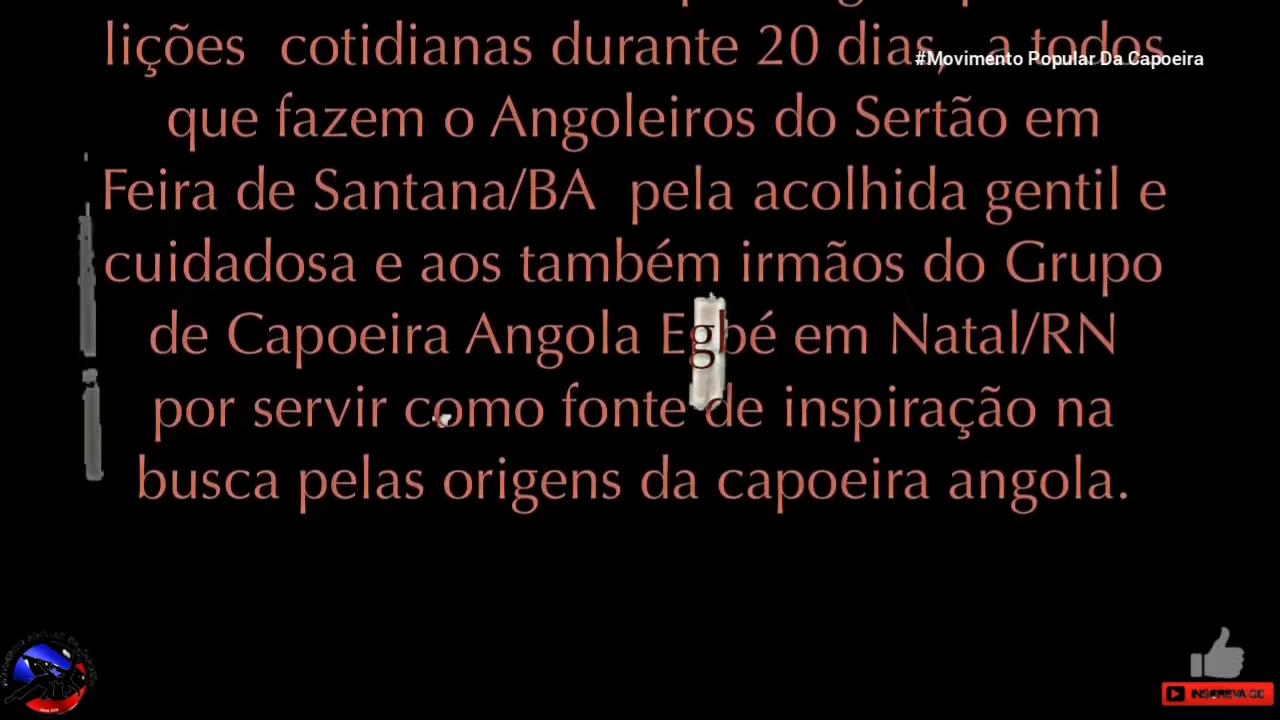 lições cotidianas durante 20 dias, a todos
#Movimento Popular Da Capoeira
que fazem o Angoleiros do Sertão em
Feira de Santana/BA pela acolhida gentil e
cuidadosa e aos também irmãos do Grupo
de Capoeira Angola Egbé em Natal/RN
por servir como fonte de inspiração na
busca pelas origens da capoeira angola.
INSCREVA-SE